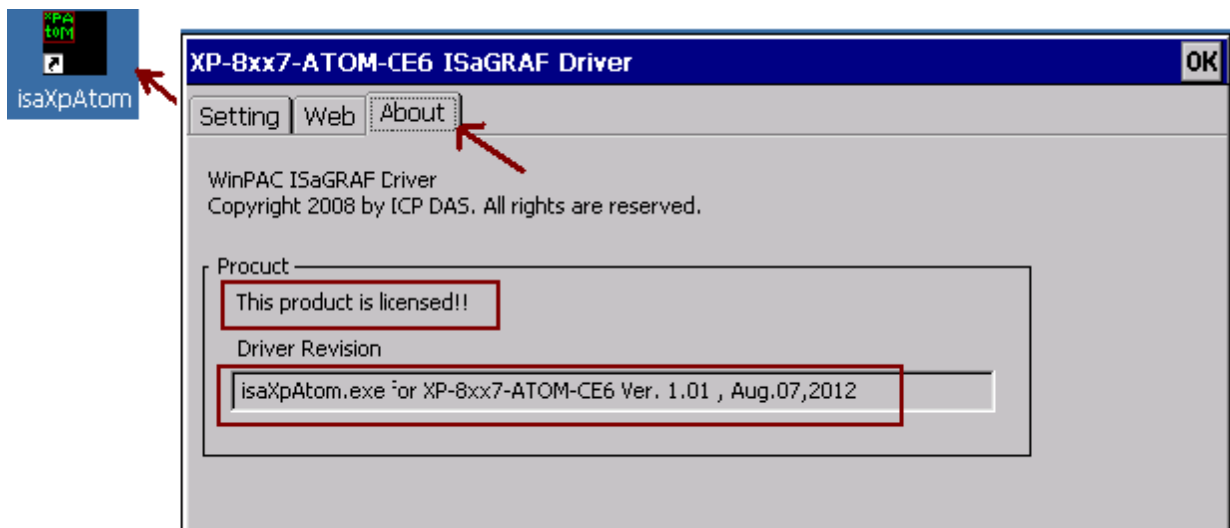 XPA
tOM
isaXpAtom
XP-8xx7-ATOM-CE6 ISaGRAF Driver
OK
Setting Web About
WinPAC ISaGRAF Driver
Copyright 2008 by ICP DAS. All rights are reserved.
Procuct
This product is licensed!!
Driver Revision
isaXpAtom.exe for XP-8xx7-ATOM-CE6 Ver. 1.01 , Aug.07,2012